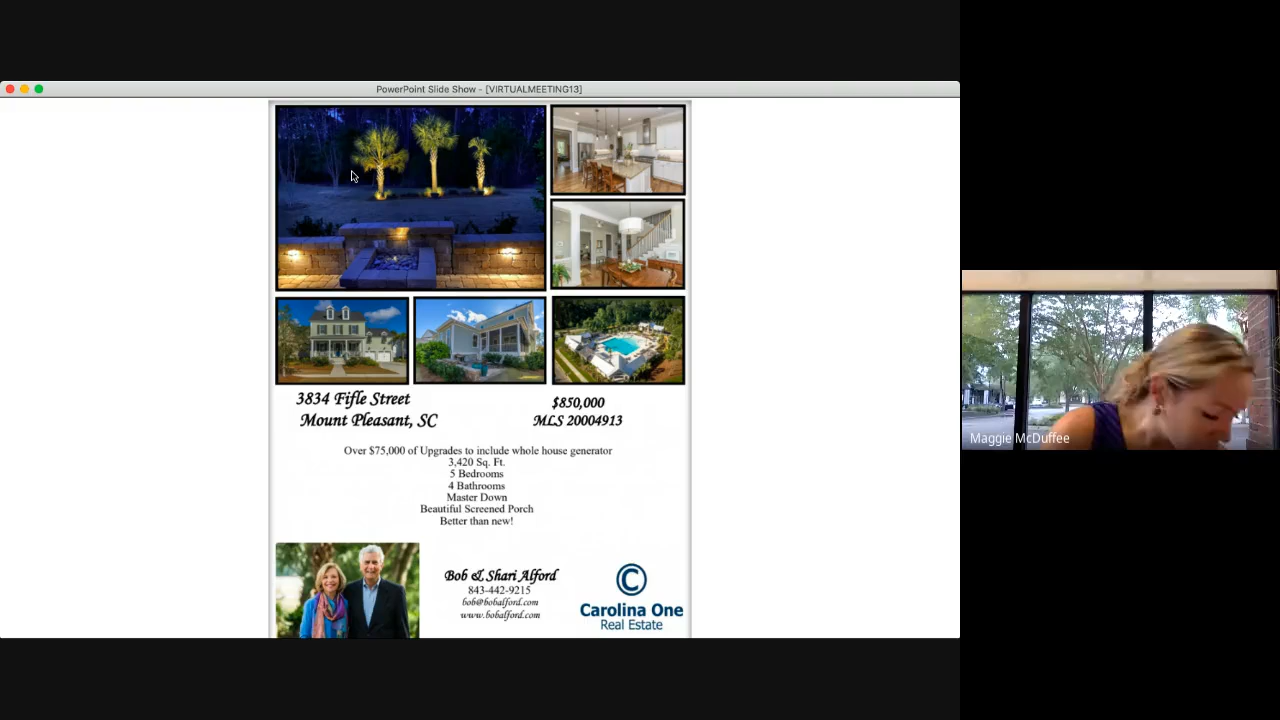 PowerPoint Slide Show - [VIRTUALMEETING13]
3834 Fifle Street
Mount Pleasant, SC
$850,000
MLS 20004913
Over $75,000 of Upgrades to include whole house generator
3,420 Sq. Ft.
5 Bedrooms
4 Bathrooms
Master Down
Beautiful Screened Porch
Better than new!
Bob & Shari Alford
843-442-9215
bob@bobalford.com
www.bobalford.com
C
Carolina One
Real Estate
Maggie McDuffee